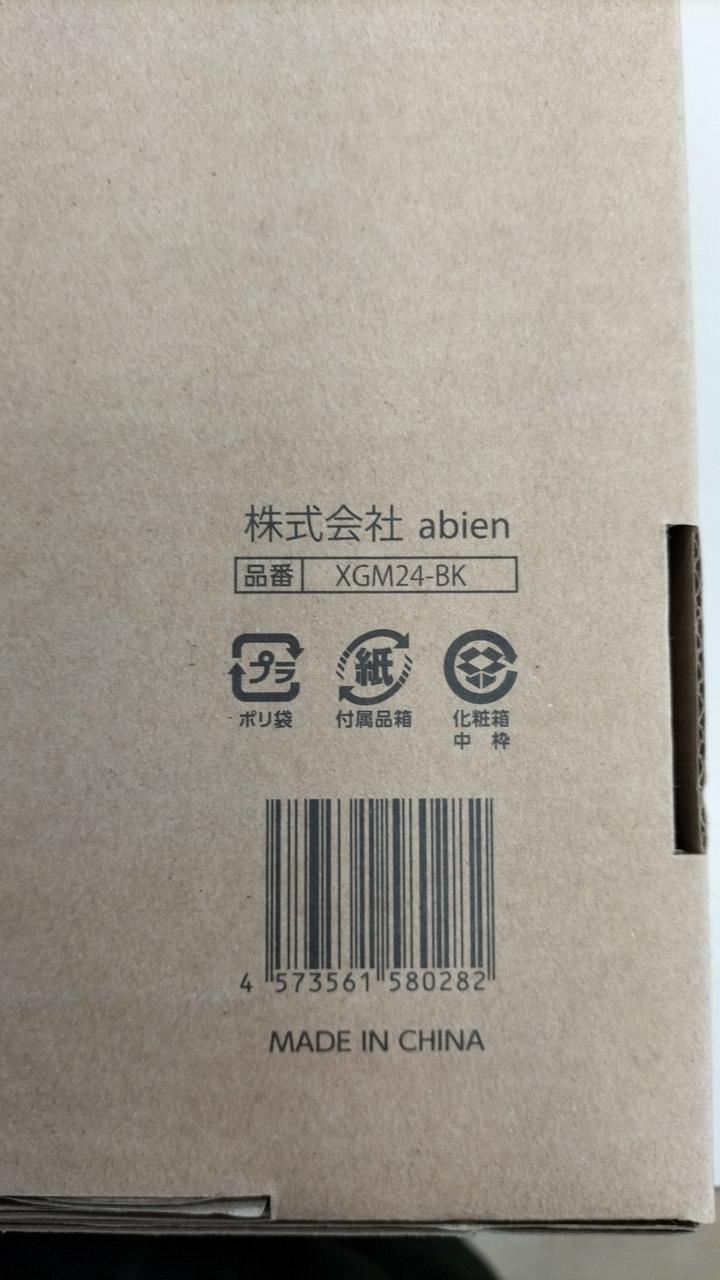 株式会社 abien
品番 XGM24-BK
プラ 紙
ポリ袋 付属品箱 化粧箱
中 枠
4 573561 580282
MADE IN CHINA